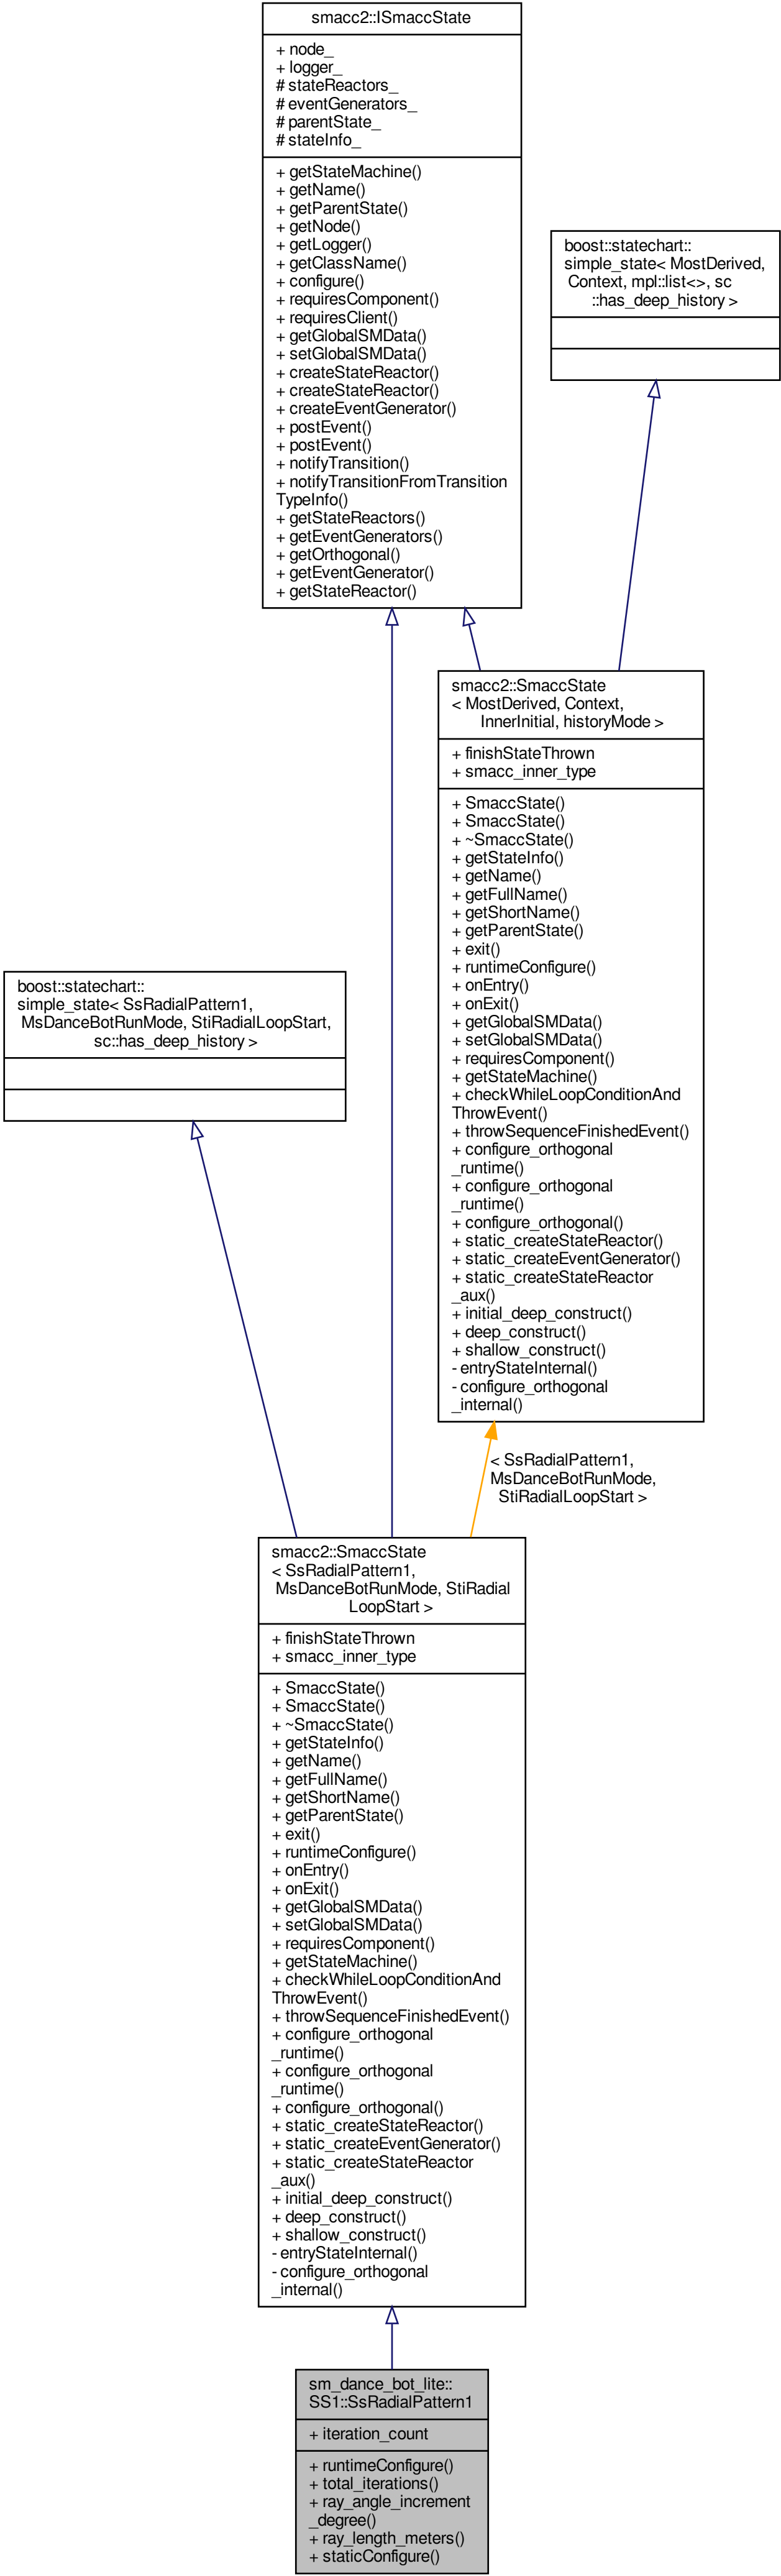 smacc2::ISmaccState
+ node_
+ logger_
# stateReactors_
# eventGenerators_
# parentState_
# stateInfo_
+ getStateMachine()
+ getName()
+ getParentState()
+ getNode()
+ getLogger()
+ getClassName()
+ configure()
+ requiresComponent()
+ requiresClient()
+ getGlobalSMData()
+ setGlobalSMData()
+ createStateReactor()
+ createStateReactor()
+ createEventGenerator()
+ postEvent()
+ postEvent()
+ notifyTransition()
+ notifyTransitionFromTransition
TypeInfo()
+ getStateReactors()
+ getEventGenerators()
+ getOrthogonal()
+ getEventGenerator()
+ getStateReactor()
boost::statechart::
simple_state< MostDerived,
Context, mpl::list<>, sc
::has_deep_history >
smacc2::SmaccState
< MostDerived, Context,
InnerInitial, historyMode >
+ finishStateThrown
+ smacc_inner_type
+ SmaccState()
+ SmaccState()
+ ~SmaccState()
+ getStateInfo()
+ getName()
+ getFullName()
+ getShortName()
+ getParentState()
+ exit()
+ runtimeConfigure()
+ onEntry()
+ onExit()
+ getGlobalSMData()
+ setGlobalSMData()
+ requiresComponent()
+ getStateMachine()
+ checkWhileLoopConditionAnd
ThrowEvent()
+ throwSequenceFinishedEvent()
+ configure_orthogonal
_runtime()
+ configure_orthogonal
_runtime()
+ configure_orthogonal()
+ static_createStateReactor()
+ static_createEventGenerator()
+ static_createStateReactor
_aux()
+ initial_deep_construct()
+ deep_construct()
+ shallow_construct()
- entryStateInternal()
- configure_orthogonal
_internal()
boost::statechart::
simple_state< SsRadialPattern1,
MsDanceBotRunMode, StiRadialLoopStart,
sc::has_deep_history >
< SsRadialPattern1,
MsDanceBotRunMode,
StiRadialLoopStart >
smacc2::SmaccState
< SsRadialPattern1,
MsDanceBotRunMode, StiRadial
LoopStart >
+ finishStateThrown
+ smacc_inner_type
+ SmaccState()
+ SmaccState()
+ ~SmaccState()
+ getStateInfo()
+ getName()
+ getFullName()
+ getShortName()
+ getParentState()
+ exit()
+ runtimeConfigure()
+ onEntry()
+ onExit()
+ getGlobalSMData()
+ setGlobalSMData()
+ requiresComponent()
+ getStateMachine()
+ checkWhileLoopConditionAnd
ThrowEvent()
+ throwSequenceFinishedEvent()
+ configure_orthogonal
_runtime()
+ configure_orthogonal
_runtime()
+ configure_orthogonal()
+ static_createStateReactor()
+ static_createEventGenerator()
+ static_createStateReactor
_aux()
+ initial_deep_construct()
+ deep_construct()
+ shallow_construct()
- entryStateInternal()
- configure_orthogonal
_internal()
sm_dance_bot_lite::
SS1::SsRadialPattern1
+ iteration_count
+ runtimeConfigure()
+ total_iterations()
+ ray_angle_increment
_degree()
+ ray_length_meters()
+ staticConfigure()